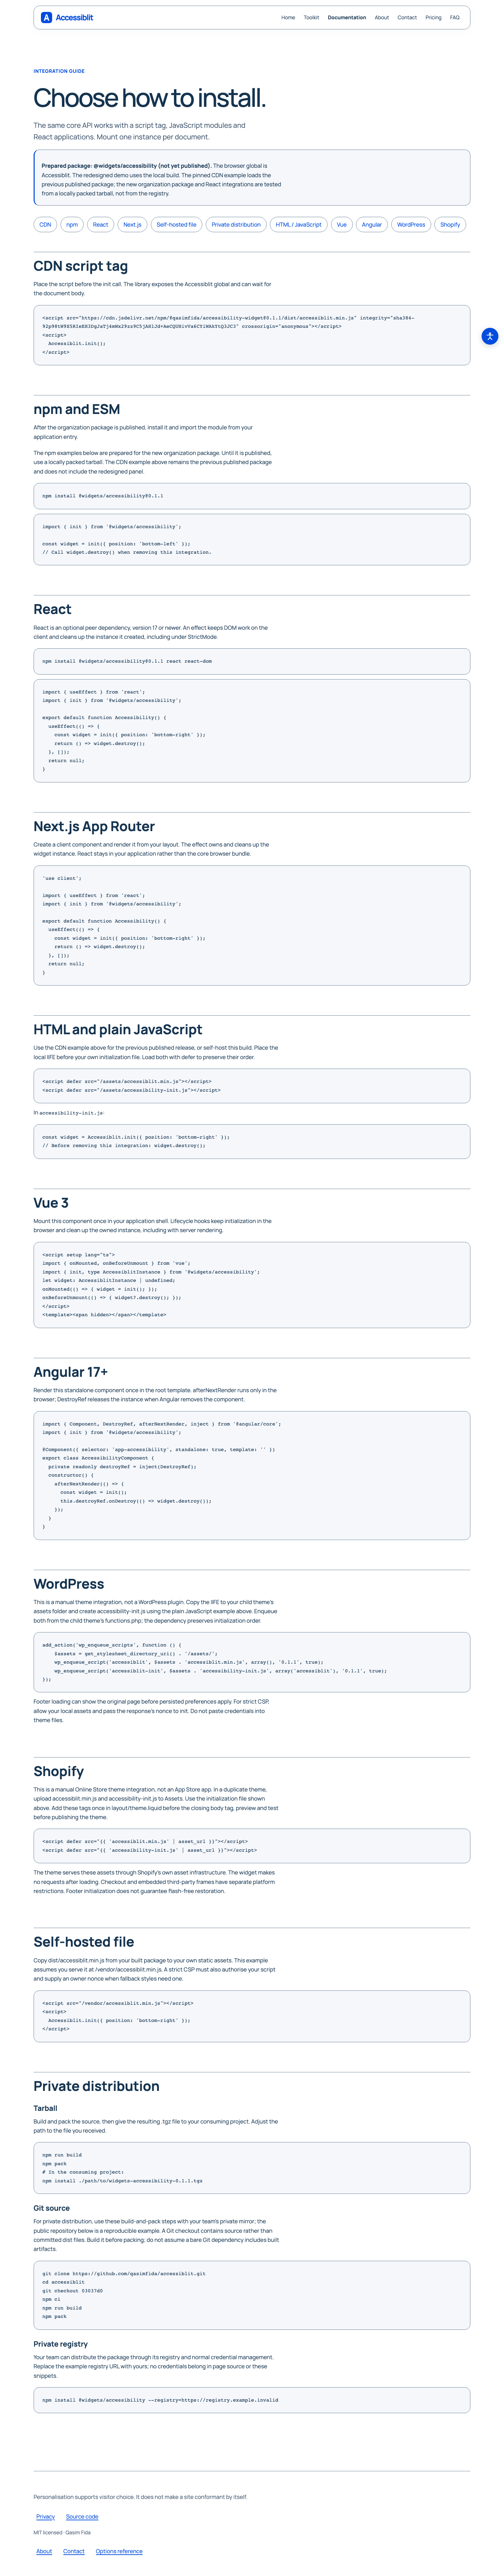 Accessiblit
Home Toolkit Documentation About Contact Pricing FAQ
INTEGRATION GUIDE
Choose how to install.
The same core API works with a script tag, JavaScript modules and
React applications. Mount one instance per document.
Prepared package: @widgets/accessibility (not yet published). The browser global is
Accessiblit. The redesigned demo uses the local build. The pinned CDN example loads the
previous published package; the new organization package and React integrations are tested
from a locally packed tarball, not from the registry.
CDN npm React Next.js Self-hosted file Private distribution HTML / JavaScript Vue Angular WordPress Shopify
CDN script tag
Place the script before the init call. The library exposes the Accessiblit global and can wait for
the document body.
<script src="https://cdn.jsdelivr.net/npm/@qasimfida/accessibility-widget@0.1.1/dist/accessiblit.min.js" integrity="sha384-
crossorigin="anonymous"></script>
<script>
  Accessiblit.init();
</script>
npm and ESM
After the organization package is published, install it and import the module from your
application entry.
The npm examples below are prepared for the new organization package. Until it is published,
use a locally packed tarball. The CDN example above remains the previous published package
and does not include the redesigned panel.
npm install @widgets/accessibility@0.1.1
import { init } from '@widgets/accessibility';
const widget = init({ position: 'bottom-left' });
// Call widget.destroy() when removing this integration.
React
React is an optional peer dependency, version 17 or newer. An effect keeps DOM work on the
client and cleans up the instance it created, including under StrictMode.
npm install @widgets/accessibility@0.1.1 react react-dom
import { useEffect } from 'react';
import { init } from '@widgets/accessibility';
export default function Accessibility() {
  useEffect(() => {
    const widget = init({ position: 'bottom-right' });
    return () => widget.destroy();
  }, []);
  return null;
}
Next.js App Router
Create a client component and render it from your layout. The effect owns and cleans up the
widget instance. React stays in your application rather than the core browser bundle.
'use client';
import { useEffect } from 'react';
import { init } from '@widgets/accessibility';
export default function Accessibility() {
  useEffect(() => {
    const widget = init({ position: 'bottom-right' });
    return () => widget.destroy();
  }, []);
  return null;
}
HTML and plain JavaScript
Use the CDN example above for the previous published release, or self-host this build. Place the
local IIFE before your own initialization file. Load both with defer to preserve their order.
<script defer src="/assets/accessiblit.min.js"></script>
<script defer src="/assets/accessibility-init.js"></script>
In accessibility-init.js:
const widget = Accessiblit.init({ position: 'bottom-right' });
// Before removing this integration: widget.destroy();
Vue 3
Mount this component once in your application shell. Lifecycle hooks keep initialization in the
browser and clean up the owned instance, including with server rendering.
<script setup lang="ts">
import { onMounted, onBeforeUnmount } from 'vue';
import { init, type AccessiblitInstance } from '@widgets/accessibility';
let widget: AccessiblitInstance | undefined;
onMounted(() => { widget = init(); });
onBeforeUnmount(() => { widget?.destroy(); });
</script>
<template><span hidden></span></template>
Angular 17+
Render this standalone component once in the root template. afterNextRender runs only in the
browser; DestroyRef releases the instance when Angular removes the component.
import { Component, DestroyRef, afterNextRender, inject } from '@angular/core';
import { init } from '@widgets/accessibility';
@Component({ selector: 'app-accessibility', standalone: true, template: '' })
export class AccessibilityComponent {
  private readonly destroyRef = inject(DestroyRef);
  constructor() {
    afterNextRender(() => {
      const widget = init();
      this.destroyRef.onDestroy(() => widget.destroy());
    });
  }
}
WordPress
This is a manual theme integration, not a WordPress plugin. Copy the IIFE to your child theme's
assets folder and create accessibility-init.js using the plain JavaScript example above. Enqueue
both from the child theme's functions.php; the dependency preserves initialization order.
add_action('wp_enqueue_scripts', function () {
    $assets = get_stylesheet_directory_uri() . '/assets/';
    wp_enqueue_script('accessiblit', $assets . 'accessiblit.min.js', array(), '0.1.1', true);
    wp_enqueue_script('accessiblit-init', $assets . 'accessibility-init.js', array('accessiblit'), '0.1.1', true);
});
Footer loading can show the original page before persisted preferences apply. For strict CSP,
allow your local assets and pass the response's nonce to init. Do not paste credentials into
theme files.
Shopify
This is a manual Online Store theme integration, not an App Store app. In a duplicate theme,
upload accessiblit.min.js and accessibility-init.js to Assets. Use the initialization file shown
above. Add these tags once in layout/theme.liquid before the closing body tag, preview and test
before publishing the theme.
<script defer src="{{ 'accessiblit.min.js' | asset_url }}"></script>
<script defer src="{{ 'accessibility-init.js' | asset_url }}"></script>
The theme serves these assets through Shopify's own asset infrastructure. The widget makes
no requests after loading. Checkout and embedded third-party frames have separate platform
restrictions. Footer initialization does not guarantee flash-free restoration.
Self-hosted file
Copy dist/accessiblit.min.js from your built package to your own static assets. This example
assumes you serve it at /vendor/accessiblit.min.js. A strict CSP must also authorise your script
and supply an owner nonce when fallback styles need one.
<script src="/vendor/accessiblit.min.js"></script>
<script>
  Accessiblit.init({ position: 'bottom-right' });
</script>
Private distribution
Tarball
Build and pack the source, then give the resulting .tgz file to your consuming project. Adjust the
path to the file you received.
npm run build
npm pack
# In the consuming project:
npm install ./path/to/widgets-accessibility-0.1.1.tgz
Git source
For private distribution, use these build-and-pack steps with your team's private mirror; the
public repository below is a reproducible example. A Git checkout contains source rather than
committed dist files. Build it before packing; do not assume a bare Git dependency includes built
artifacts.
git clone https://github.com/qasimfida/accessiblit.git
cd accessiblit
git checkout 03037d0
npm ci
npm run build
npm pack
Private registry
Your team can distribute the package through its registry and normal credential management.
Replace the example registry URL with yours; no credentials belong in page source or these
snippets.
npm install @widgets/accessibility --registry=https://registry.example.invalid
Personalisation supports visitor choice. It does not make a site conformant by itself.
Privacy Source code
MIT licensed · Qasim Fida
About Contact Options reference